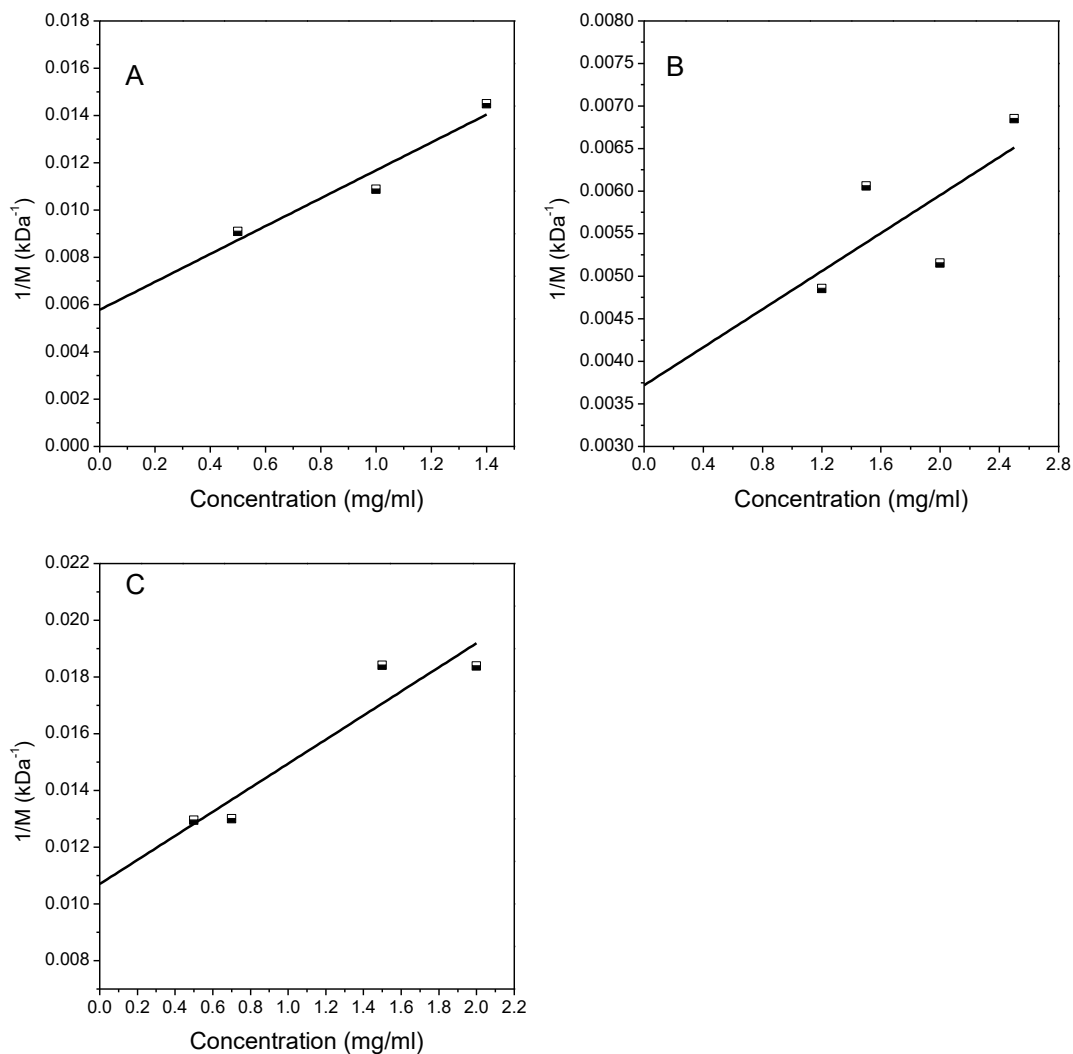 A
0.018
0.016
0.014
0.012
0.010
0.008
0.006
0.004
0.002
0.000
1/M (kDa⁻¹)
0.0 0.2 0.4 0.6 0.8 1.0 1.2 1.4
Concentration (mg/ml)
B
0.0080
0.0075
0.0070
0.0065
0.0060
0.0055
0.0050
0.0045
0.0040
0.0035
0.0030
1/M (kDa⁻¹)
0.0 0.4 0.8 1.2 1.6 2.0 2.4 2.8
Concentration (mg/ml)
C
0.022
0.020
0.018
0.016
0.014
0.012
0.010
0.008
1/M (kDa⁻¹)
0.0 0.2 0.4 0.6 0.8 1.0 1.2 1.4 1.6 1.8 2.0 2.2
Concentration (mg/ml)